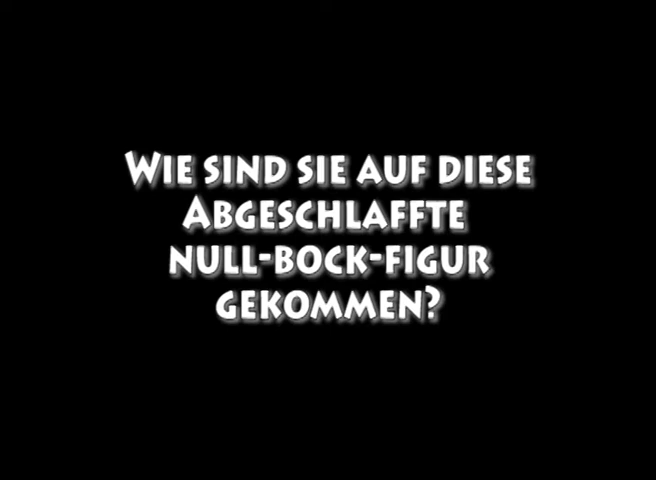 Wie sind sie auf diese
Abgeschlaffte
null-bock-figur
gekommen?